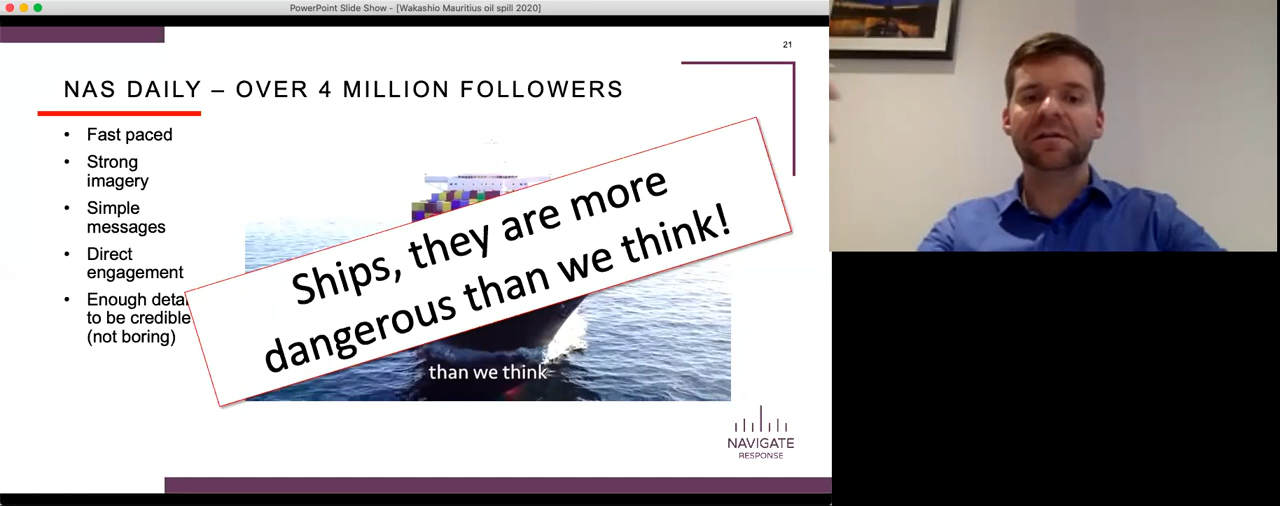 PowerPoint Slide Show - [Wakashio Mauritius oil spill 2020]
21
NAS DAILY – OVER 4 MILLION FOLLOWERS
• Fast paced
• Strong
imagery
• Simple
messages
• Direct
engagement
• Enough detai
to be credible
(not boring)
Ships, they are more
dangerous than we think!
than we think
NAVIGATE
RESPONSE